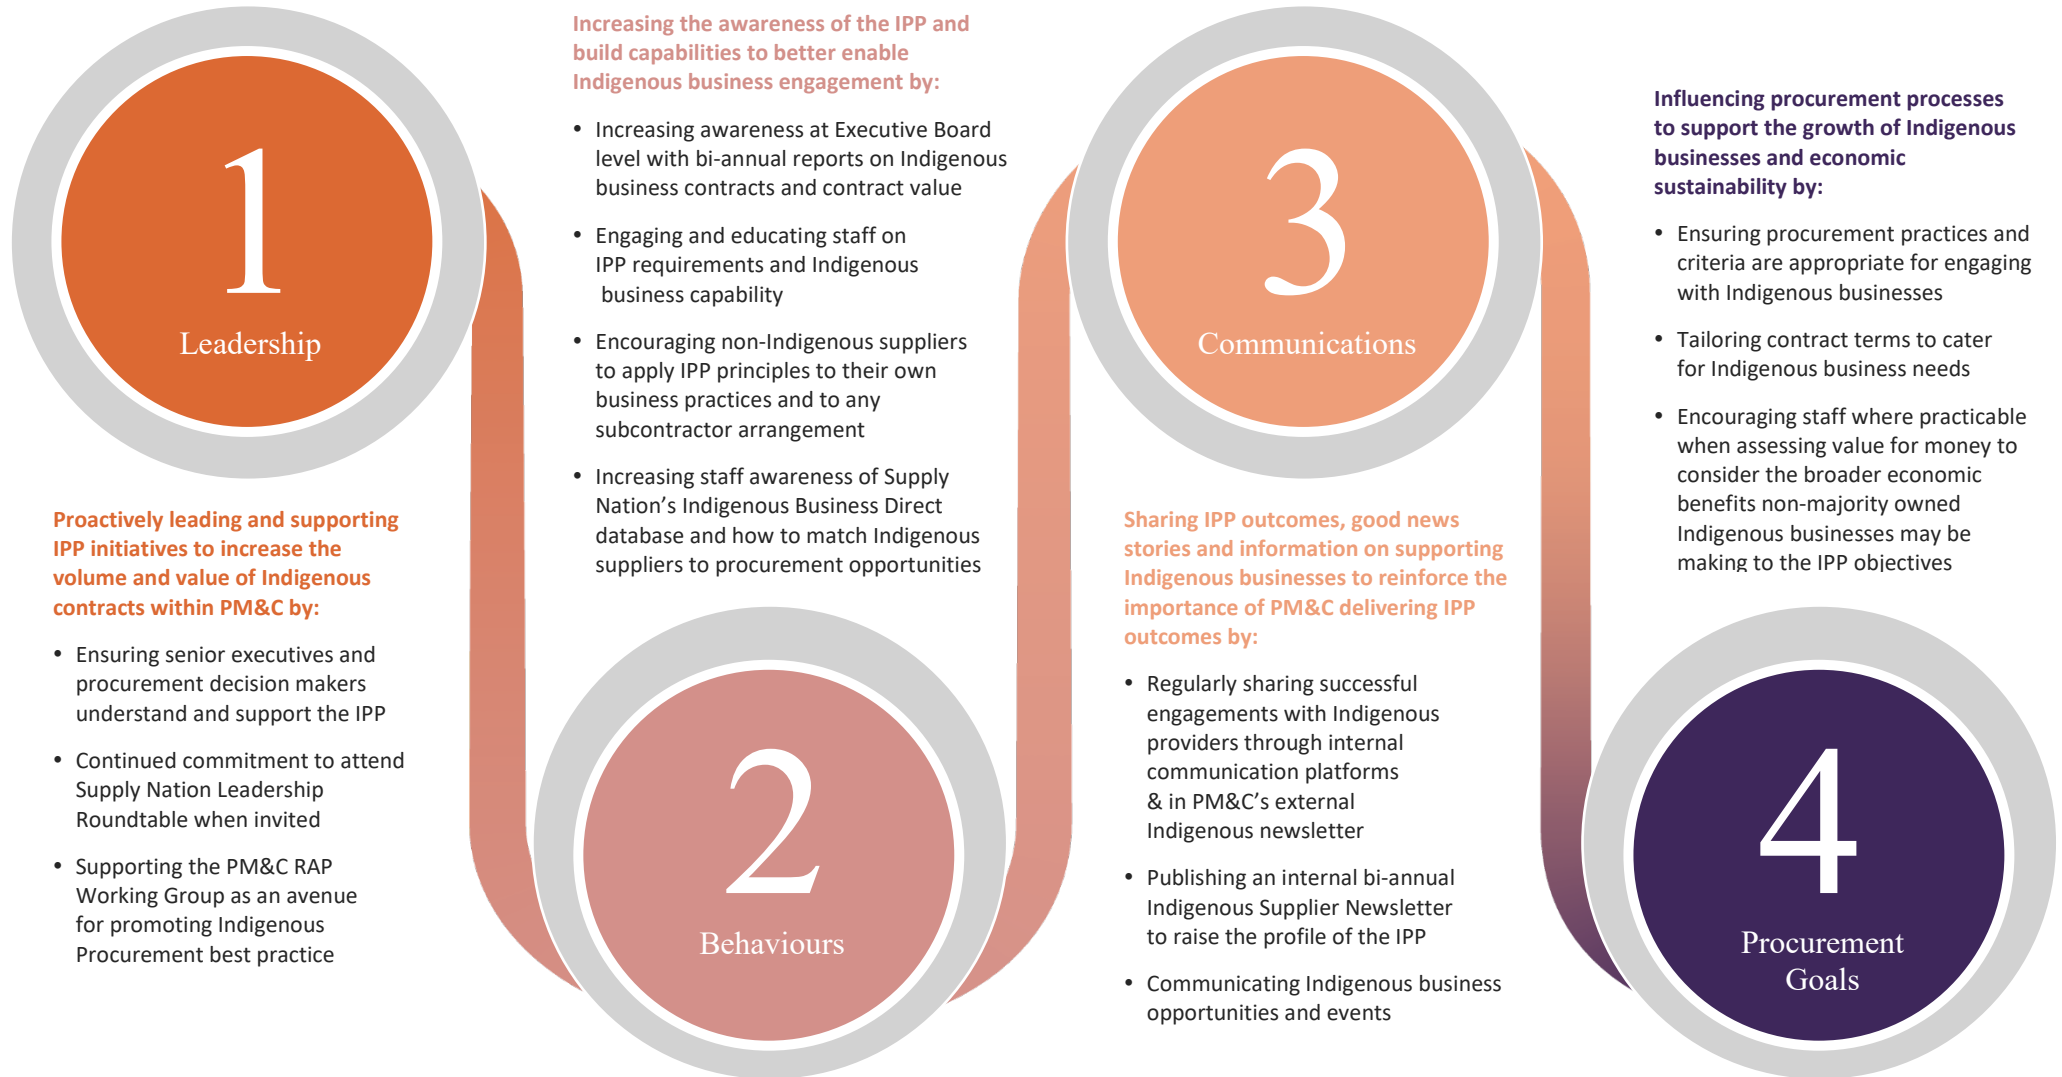 1
Leadership
Proactively leading and supporting
IPP initiatives to increase the
volume and value of Indigenous
contracts within PM&C by:
• Ensuring senior executives and
procurement decision makers
understand and support the IPP
• Continued commitment to attend
Supply Nation Leadership
Roundtable when invited
• Supporting the PM&C RAP
Working Group as an avenue
for promoting Indigenous
Procurement best practice
Increasing the awareness of the IPP and
build capabilities to better enable
Indigenous business engagement by:
• Increasing awareness at Executive Board
level with bi-annual reports on Indigenous
business contracts and contract value
• Engaging and educating staff on
IPP requirements and Indigenous
business capability
• Encouraging non-Indigenous suppliers
to apply IPP principles to their own
business practices and to any
subcontractor arrangement
• Increasing staff awareness of Supply
Nation’s Indigenous Business Direct
database and how to match Indigenous
suppliers to procurement opportunities
2
Behaviours
3
Communications
Sharing IPP outcomes, good news
stories and information on supporting
Indigenous businesses to reinforce the
importance of PM&C delivering IPP
outcomes by:
• Regularly sharing successful
engagements with Indigenous
providers through internal
communication platforms
& in PM&C’s external
Indigenous newsletter
• Publishing an internal bi-annual
Indigenous Supplier Newsletter
to raise the profile of the IPP
• Communicating Indigenous business
opportunities and events
Influencing procurement processes
to support the growth of Indigenous
businesses and economic
sustainability by:
• Ensuring procurement practices and
criteria are appropriate for engaging
with Indigenous businesses
• Tailoring contract terms to cater
for Indigenous business needs
• Encouraging staff where practicable
when assessing value for money to
consider the broader economic
benefits non-majority owned
Indigenous businesses may be
making to the IPP objectives
4
Procurement
Goals